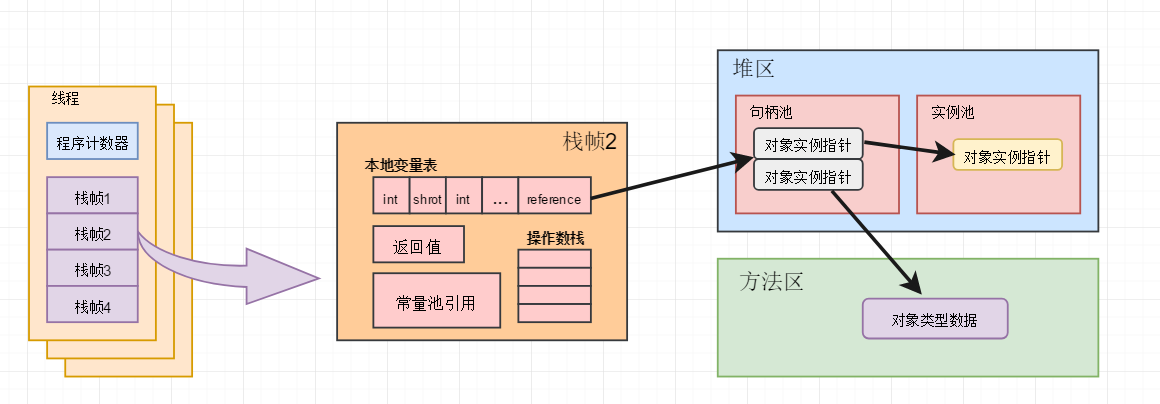 线程
程序计数器
栈帧1
栈帧2
栈帧3
栈帧4
栈帧2
本地变量表
int
shrot
int
...
reference
返回值
操作数栈
常量池引用
堆区
句柄池
对象实例指针
对象实例指针
实例池
对象实例指针
方法区
对象类型数据